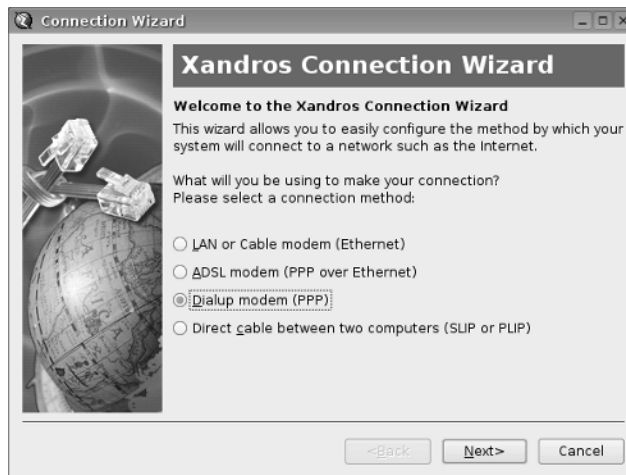 Connection Wizard
Xandros Connection Wizard
Welcome to the Xandros Connection Wizard
This wizard allows you to easily configure the method by which your
system will connect to a network such as the Internet.
What will you be using to make your connection?
Please select a connection method:
LAN or Cable modem (Ethernet)
ADSL modem (PPP over Ethernet)
Dialup modem (PPP)
Direct cable between two computers (SLIP or PLIP)
<Back Next> Cancel